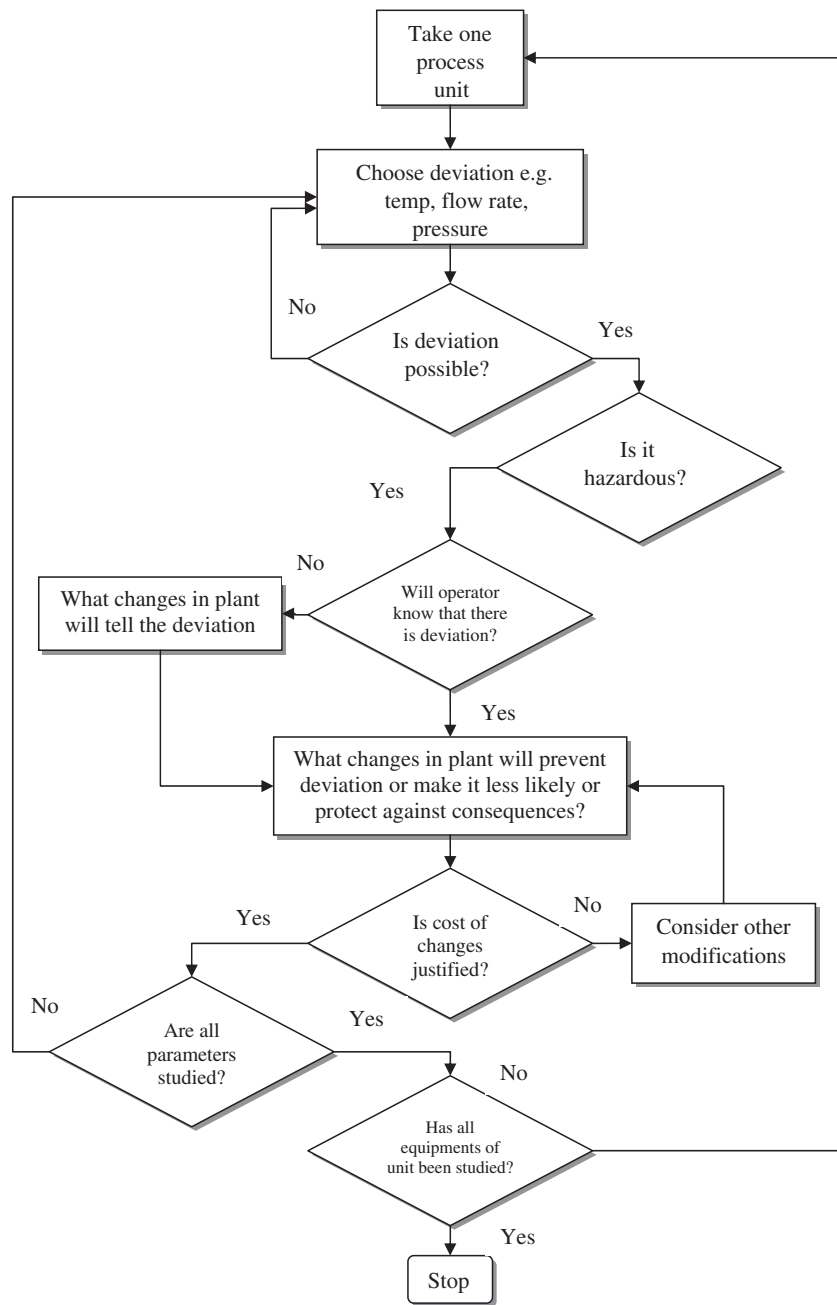 Take one
process
unit
Choose deviation e.g.
temp, flow rate,
pressure
No
Is deviation
possible?
Yes
Is it
hazardous?
Yes
Will operator
know that there
is deviation?
No
What changes in plant
will tell the deviation
Yes
What changes in plant will prevent
deviation or make it less likely or
protect against consequences?
Is cost of
changes
justified?
No
Consider other
modifications
Yes
Are all
parameters
studied?
No
Yes
Has all
equipments of
unit been studied?
No
Yes
Stop